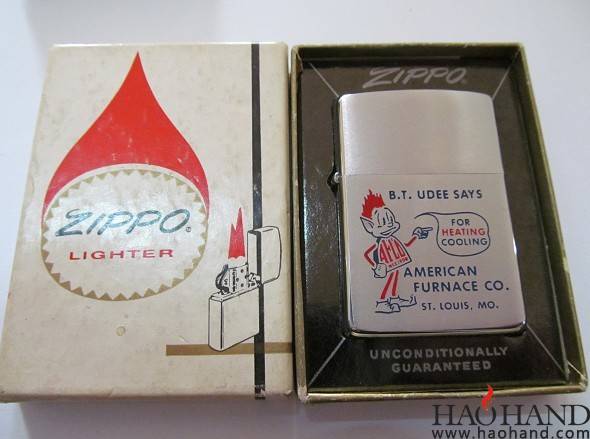 ZIPPO®
LIGHTER
ZIPPO®
B.T. UDEE SAYS
FOR
HEATING
COOLING
AFCO
AMERICAN
FURNACE CO.
ST. LOUIS, MO.
UNCONDITIONALLY
GUARANTEED
HAOHAND
www.haohand.com